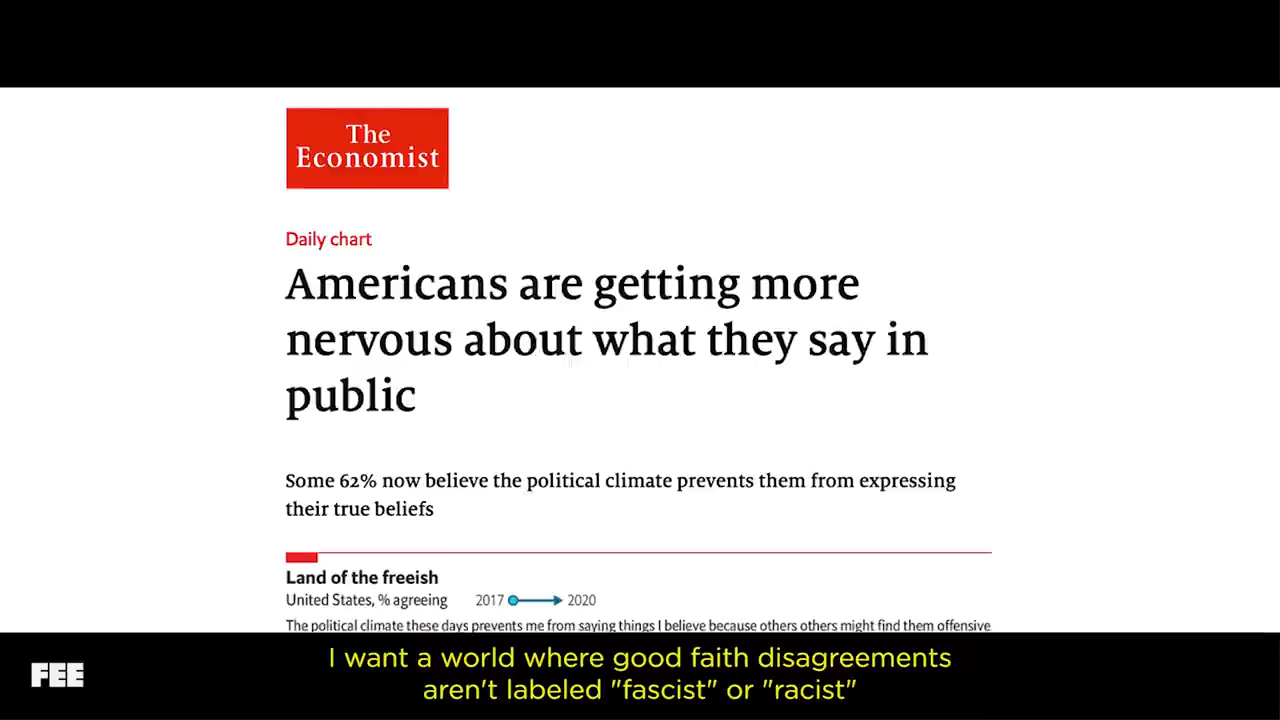 The
Economist
Daily chart
Americans are getting more
nervous about what they say in
public
Some 62% now believe the political climate prevents them from expressing
their true beliefs
Land of the freeish
United States, % agreeing 2017 2020
The political climate these days prevents me from saying things I believe because others others might find them offensive
I want a world where good faith disagreements
aren't labeled "fascist" or "racist"
FEE